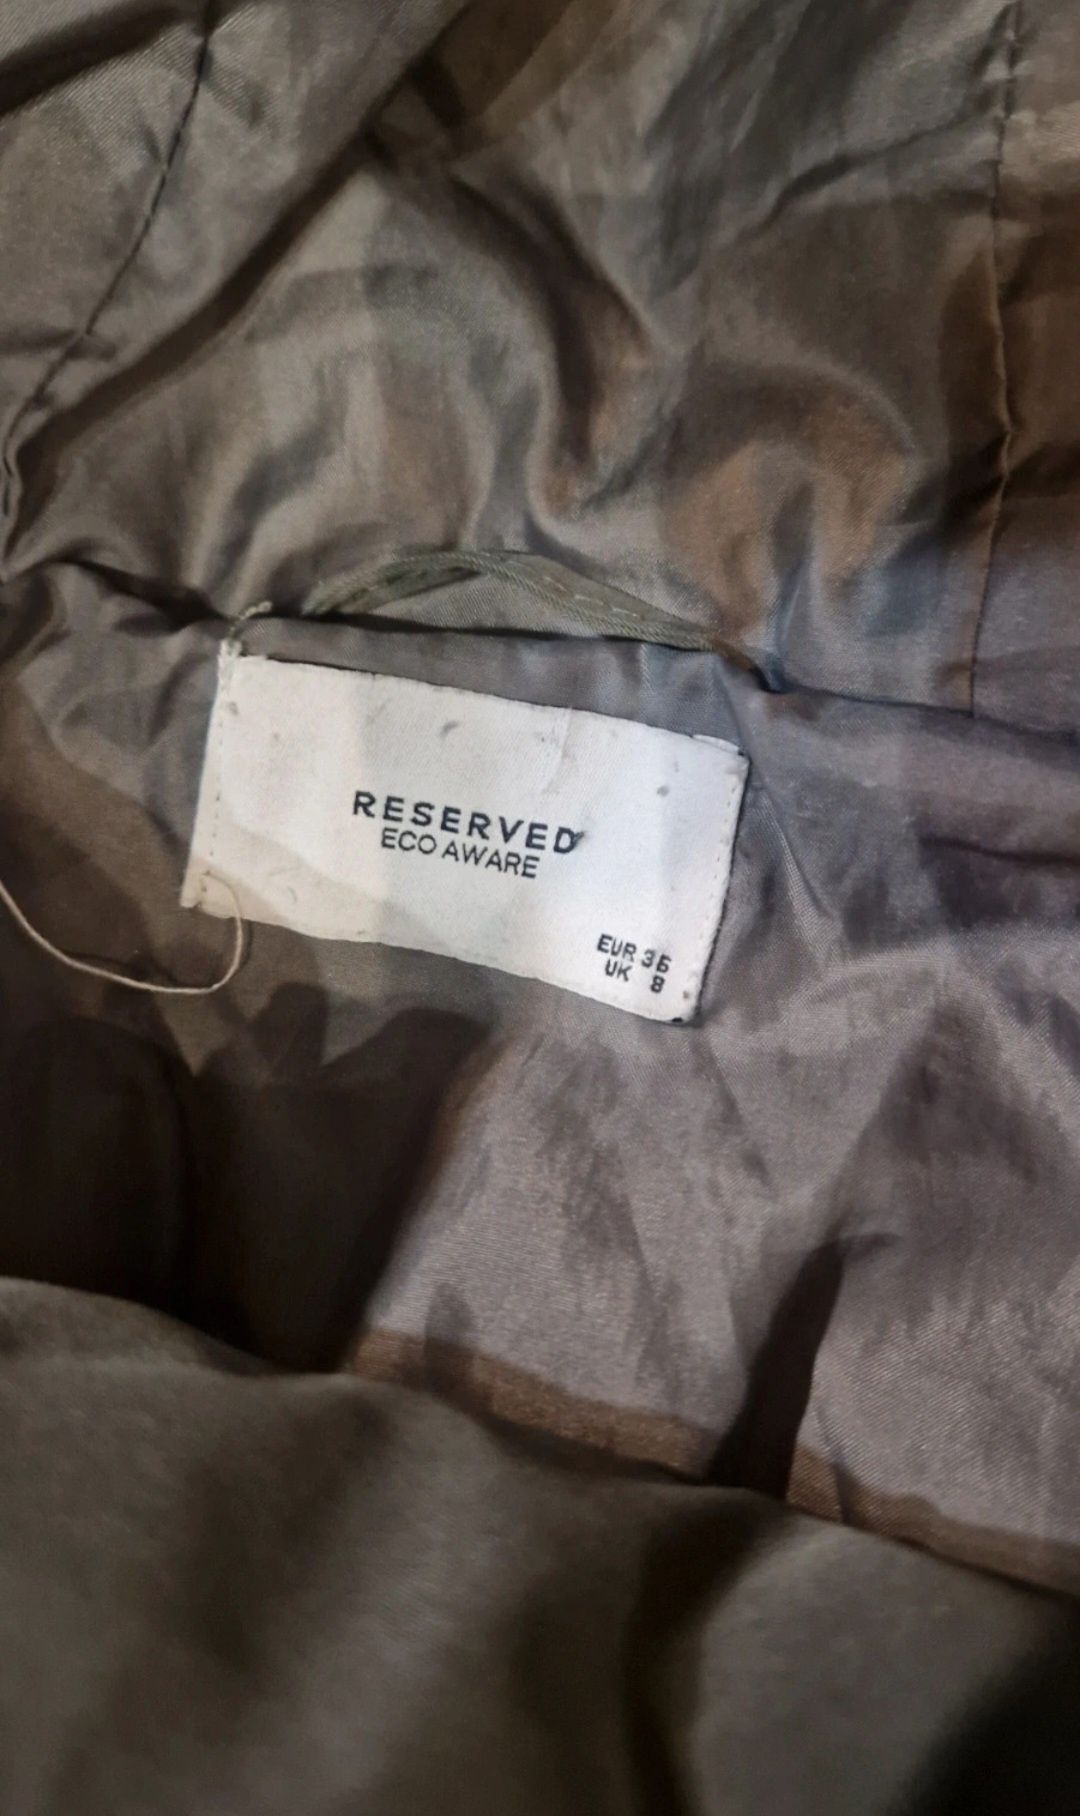 RESERVED
ECO AWARE
EUR 36
UK 8